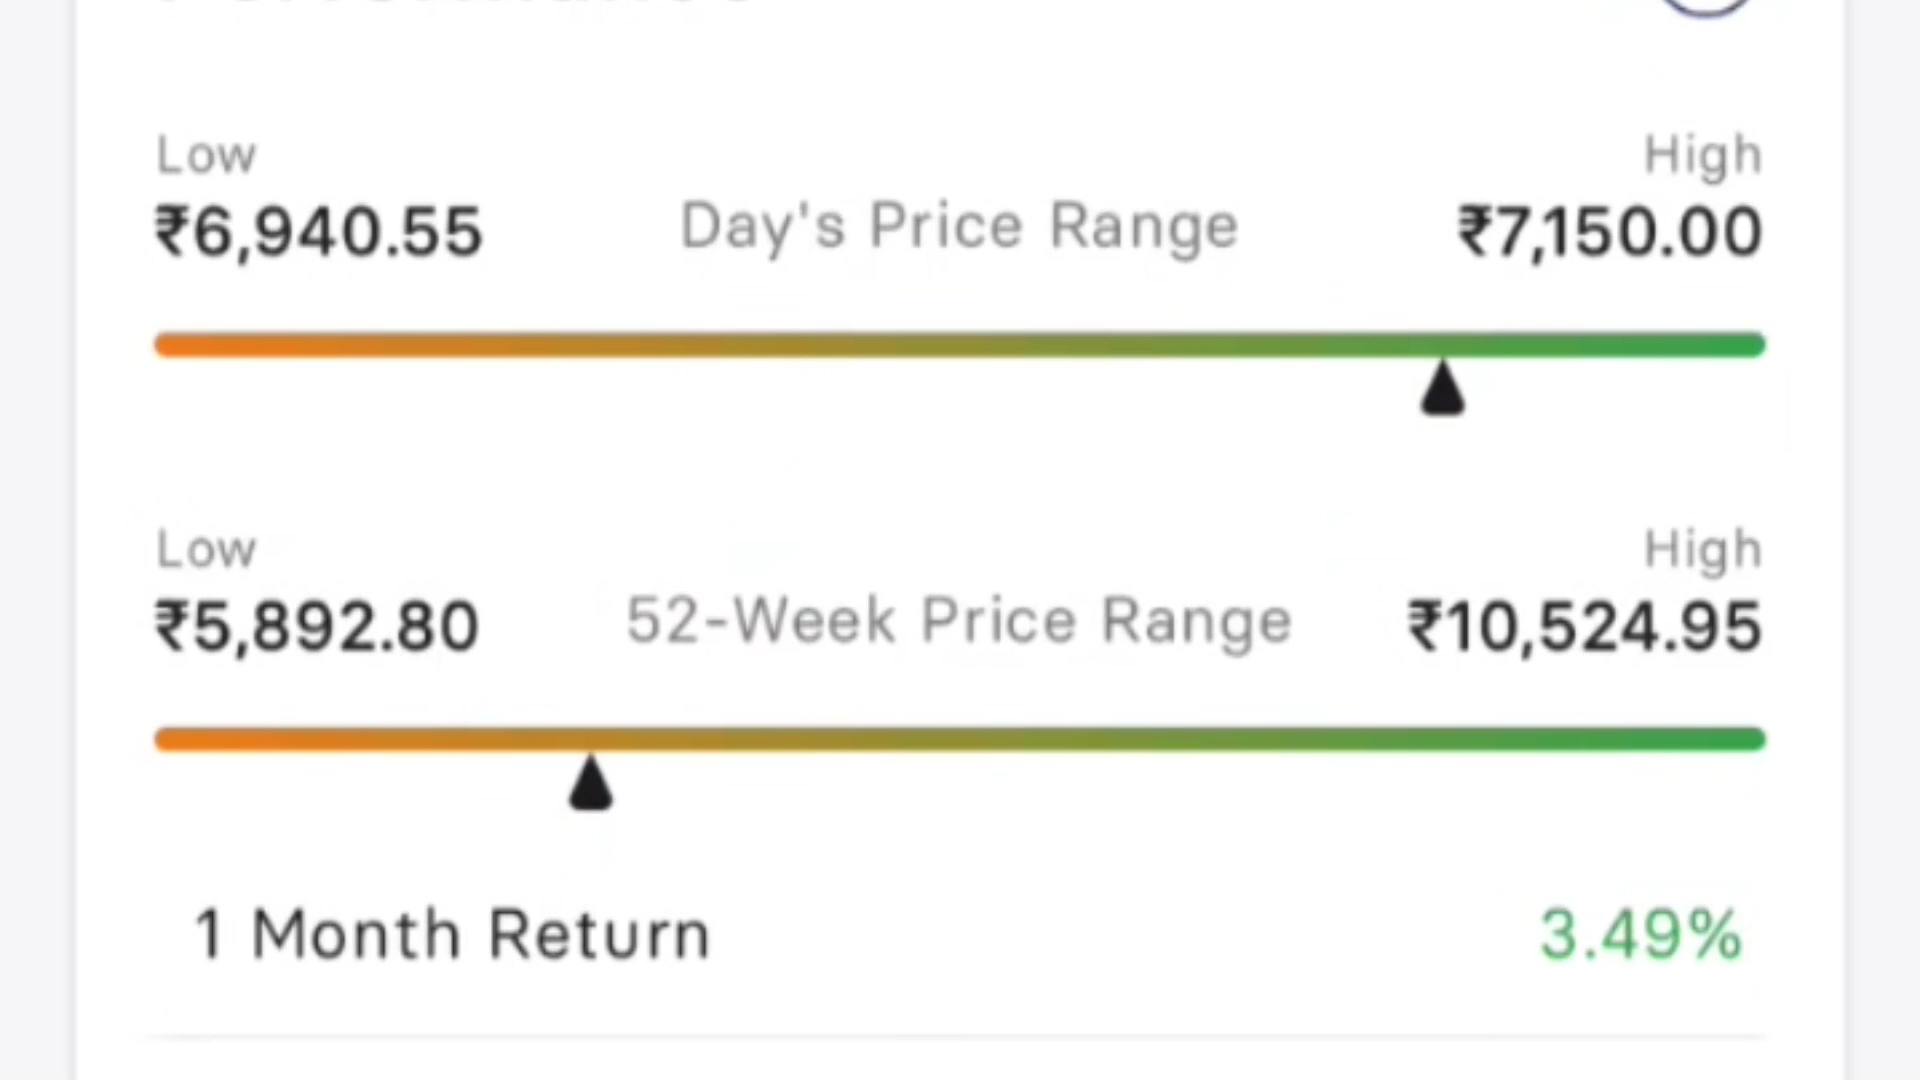 Low High
₹6,940.55 Day's Price Range ₹7,150.00
Low High
₹5,892.80 52-Week Price Range ₹10,524.95
1 Month Return 3.49%